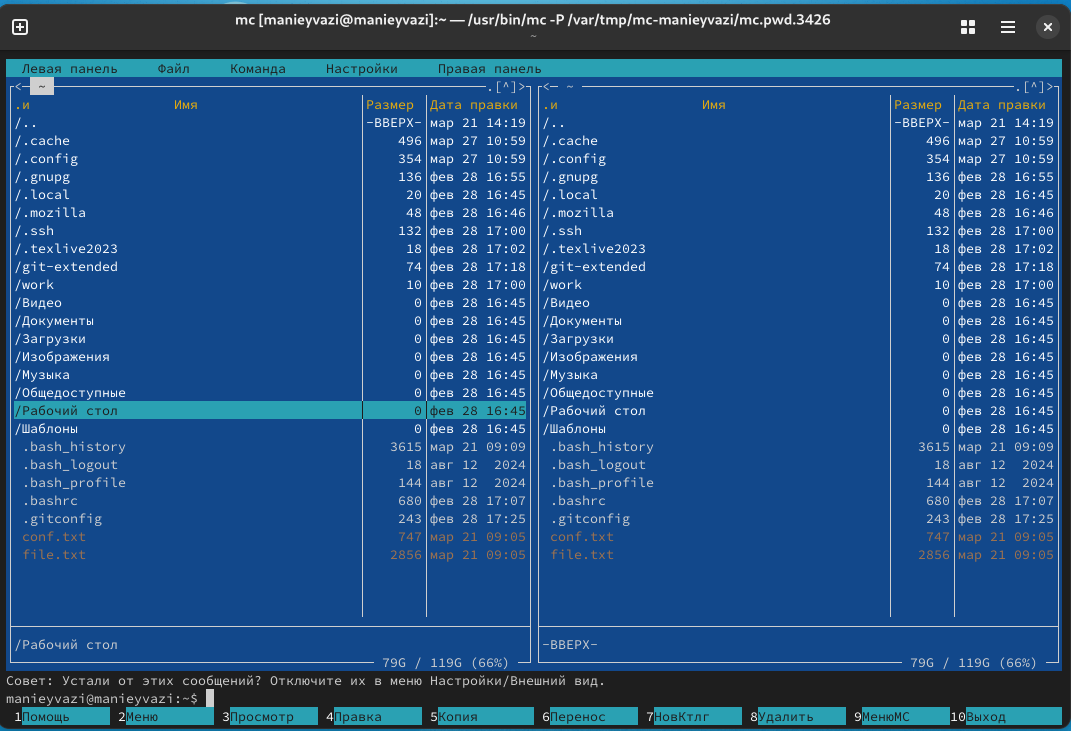 mc [manieyvazi@manieyvazi]:~ — /usr/bin/mc -P /var/tmp/mc-manieyvazi/mc.pwd.3426
~
Левая панель Файл Команда Настройки Правая панель
<─ ~ .[^]> <─ ~ .[^]>
.и Имя Размер Дата правки .и Имя Размер Дата правки
/.. -ВВЕРХ- мар 21 14:19 /.. -ВВЕРХ- мар 21 14:19
/.cache 496 мар 27 10:59 /.cache 496 мар 27 10:59
/.config 354 мар 27 10:59 /.config 354 мар 27 10:59
/.gnupg 136 фев 28 16:55 /.gnupg 136 фев 28 16:55
/.local 20 фев 28 16:45 /.local 20 фев 28 16:45
/.mozilla 48 фев 28 16:46 /.mozilla 48 фев 28 16:46
/.ssh 132 фев 28 17:00 /.ssh 132 фев 28 17:00
/.texlive2023 18 фев 28 17:02 /.texlive2023 18 фев 28 17:02
/git-extended 74 фев 28 17:18 /git-extended 74 фев 28 17:18
/work 10 фев 28 17:00 /work 10 фев 28 17:00
/Видео 0 фев 28 16:45 /Видео 0 фев 28 16:45
/Документы 0 фев 28 16:45 /Документы 0 фев 28 16:45
/Загрузки 0 фев 28 16:45 /Загрузки 0 фев 28 16:45
/Изображения 0 фев 28 16:45 /Изображения 0 фев 28 16:45
/Музыка 0 фев 28 16:45 /Музыка 0 фев 28 16:45
/Общедоступные 0 фев 28 16:45 /Общедоступные 0 фев 28 16:45
/Рабочий стол 0 фев 28 16:45 /Рабочий стол 0 фев 28 16:45
/Шаблоны 0 фев 28 16:45 /Шаблоны 0 фев 28 16:45
.bash_history 3615 мар 21 09:09 .bash_history 3615 мар 21 09:09
.bash_logout 18 авг 12 2024 .bash_logout 18 авг 12 2024
.bash_profile 144 авг 12 2024 .bash_profile 144 авг 12 2024
.bashrc 680 фев 28 17:07 .bashrc 680 фев 28 17:07
.gitconfig 243 фев 28 17:25 .gitconfig 243 фев 28 17:25
conf.txt 747 мар 21 09:05 conf.txt 747 мар 21 09:05
file.txt 2856 мар 21 09:05 file.txt 2856 мар 21 09:05
/Рабочий стол -ВВЕРХ-
79G / 119G (66%) 79G / 119G (66%)
Совет: Устали от этих сообщений? Отключите их в меню Настройки/Внешний вид.
manieyvazi@manieyvazi:~$
1Помощь 2Меню 3Просмотр 4Правка 5Копия 6Перенос 7НовКтлг 8Удалить 9МенюМС 10Выход